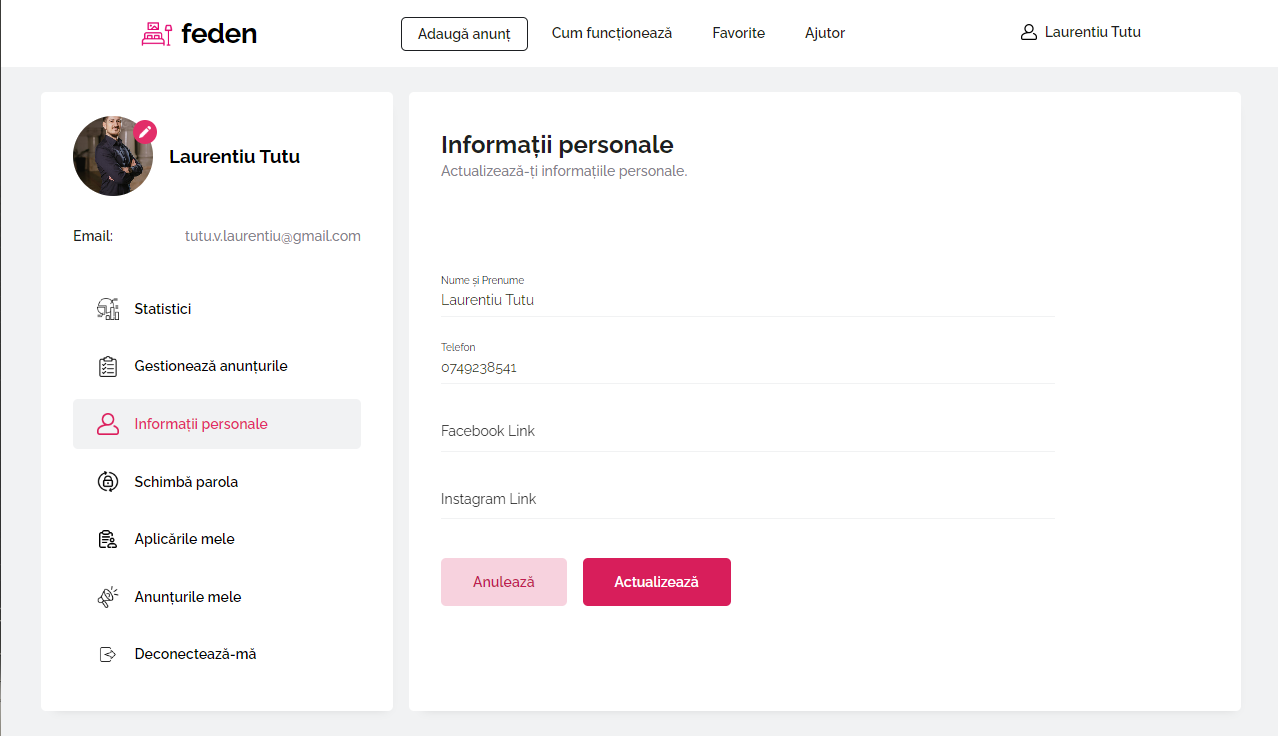 feden
Adaugă anunț
Cum funcționează
Favorite
Ajutor
Laurentiu Tutu
Laurentiu Tutu
Email: tutu.v.laurentiu@gmail.com
Statistici
Gestionează anunțurile
Informații personale
Schimbă parola
Aplicările mele
Anunțurile mele
Deconectează-mă
Informații personale
Actualizează-ți informațiile personale.
Nume și Prenume
Laurentiu Tutu
Telefon
0749238541
Facebook Link
Instagram Link
Anulează
Actualizează